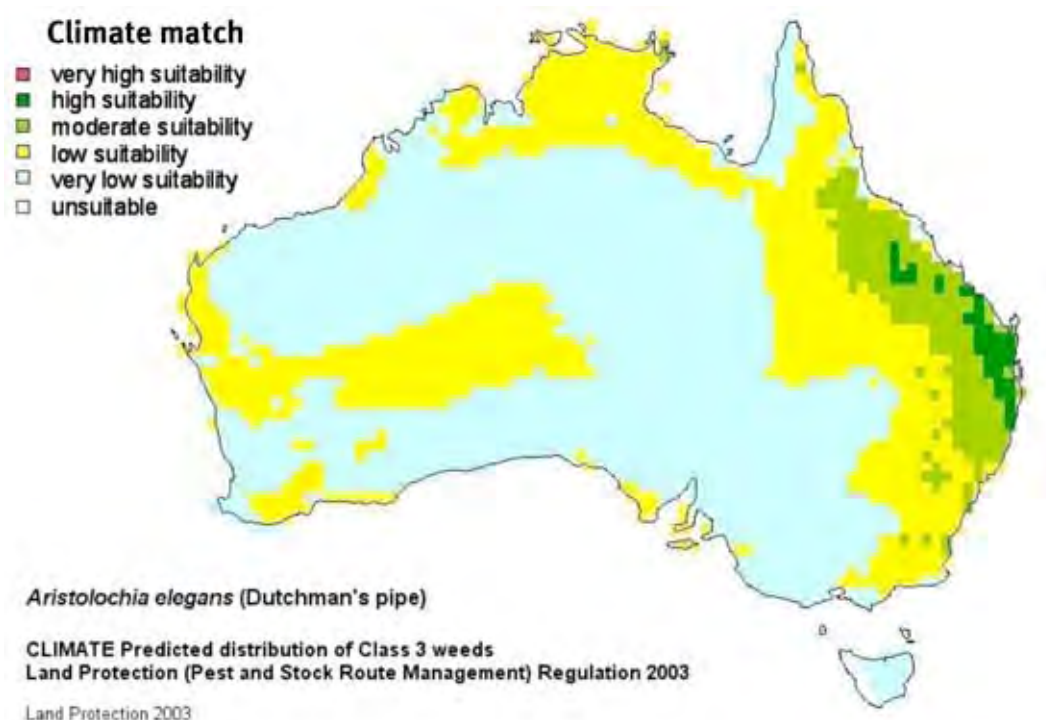 Climate match
very high suitability
high suitability
moderate suitability
low suitability
very low suitability
unsuitable
Aristolochia elegans (Dutchman's pipe)
CLIMATE Predicted distribution of Class 3 weeds
Land Protection (Pest and Stock Route Management) Regulation 2003
Land Protection 2003